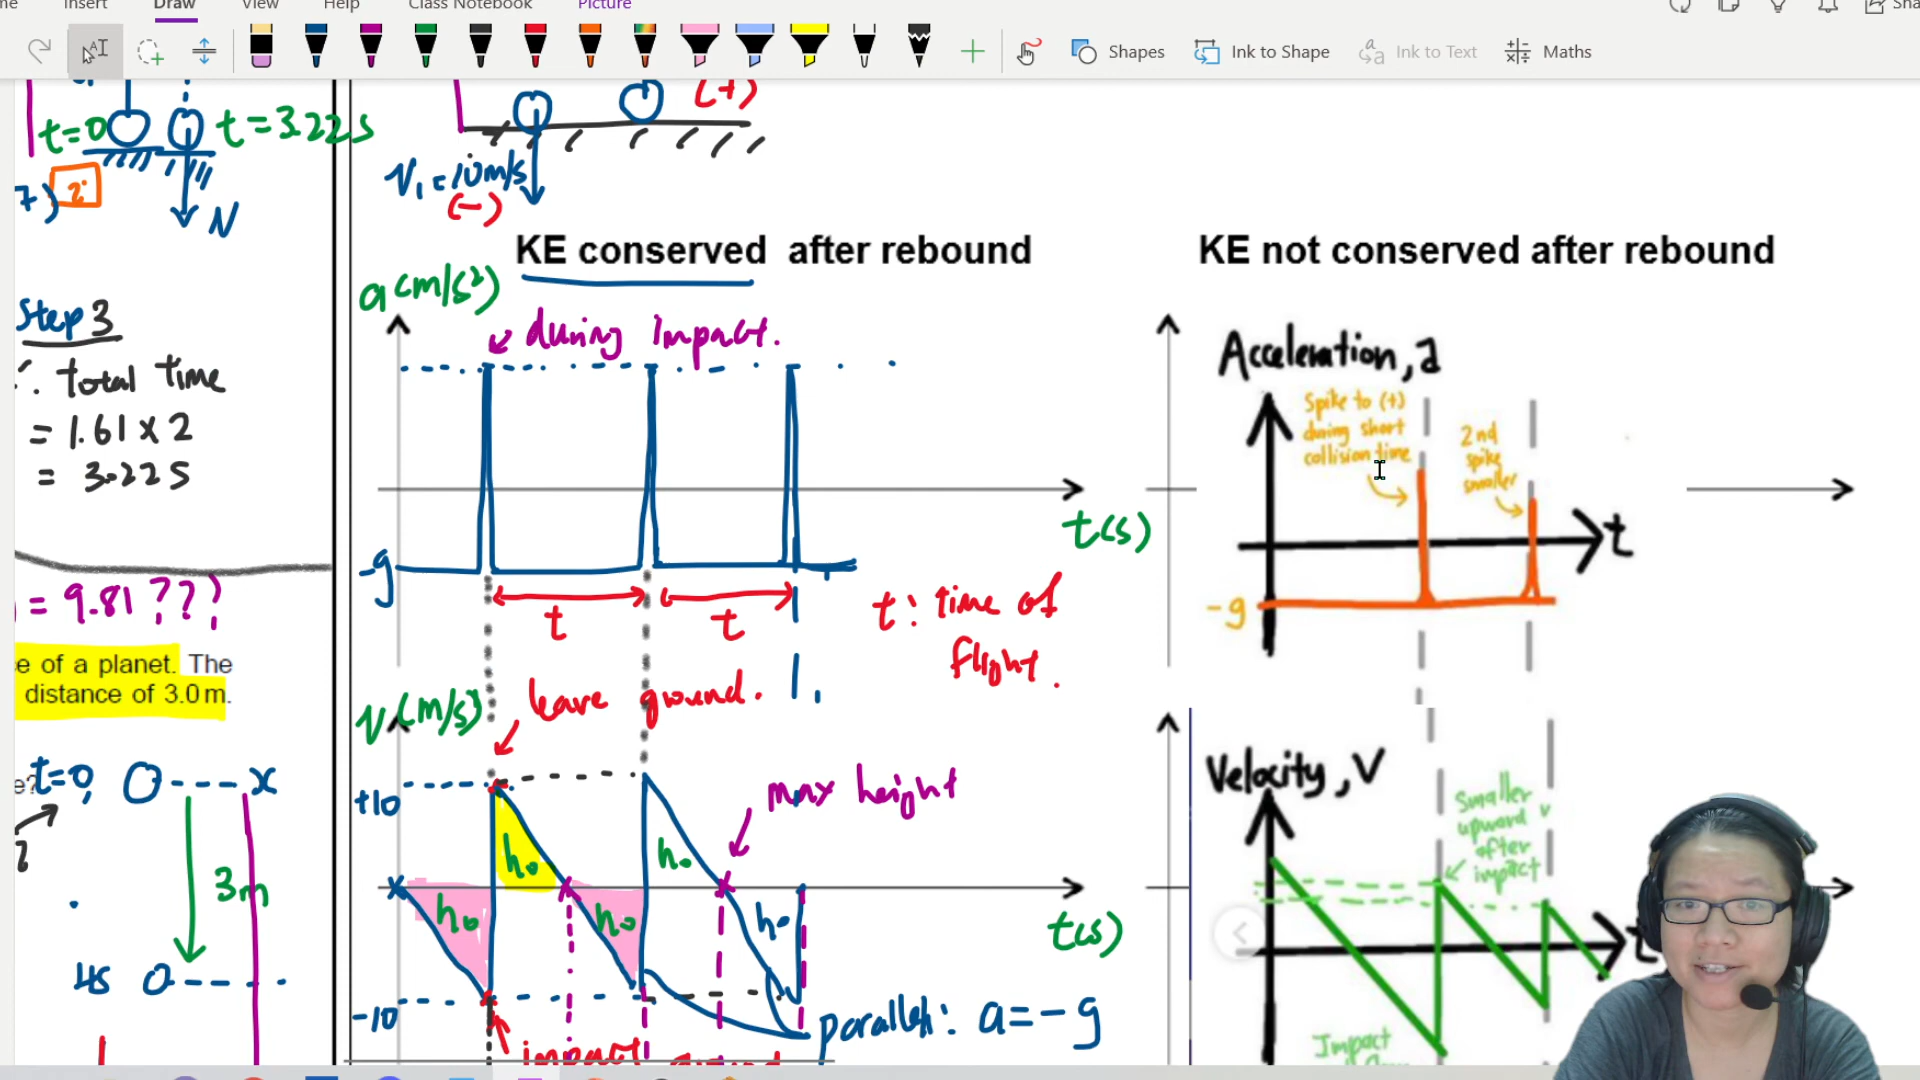 Insert Draw View Help Class Notebook Picture
Shapes Ink to Shape Ink to Text Maths
t=0 t=3.22s
N
Step 3
∴ Total time
= 1.61 x 2
= 3.22 s
= 9.81 ???
e of a planet. The
distance of 3.0 m.
t=0, x
3m
4s
(+)
V₁=10m/s
(-)
KE conserved after rebound
a(m/s²)
during impact.
-g
t(s)
t t
t: time of
flight.
leave ground.
v(m/s)
+10
max height
h₀ h₀ h₀ h₀ h₀
t(s)
-10
parallel: a=-g
impact ground
KE not conserved after rebound
Acceleration, a
Spike to (+)
during short
collision time
2nd
spike
smaller
t
-g
Velocity, V
Smaller
upward v
after
impact
t
Impact